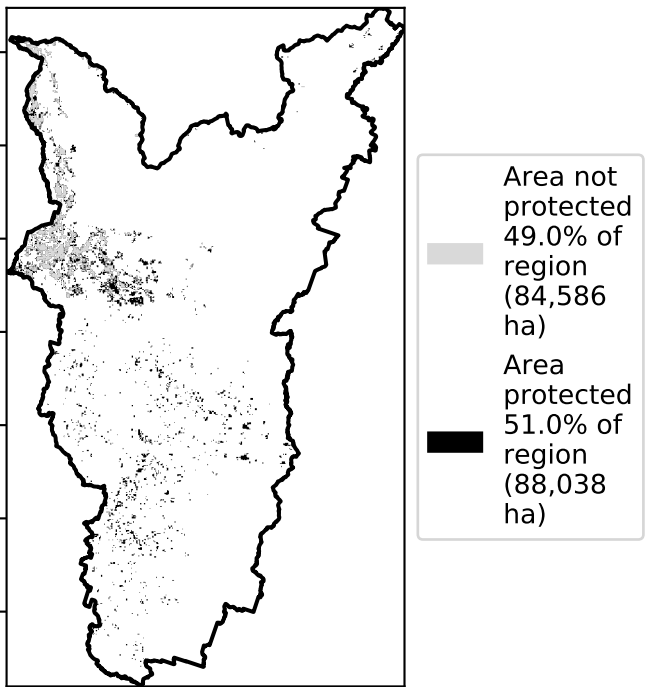 Area not
protected
49.0% of
region
(84,586
ha)
Area
protected
51.0% of
region
(88,038
ha)